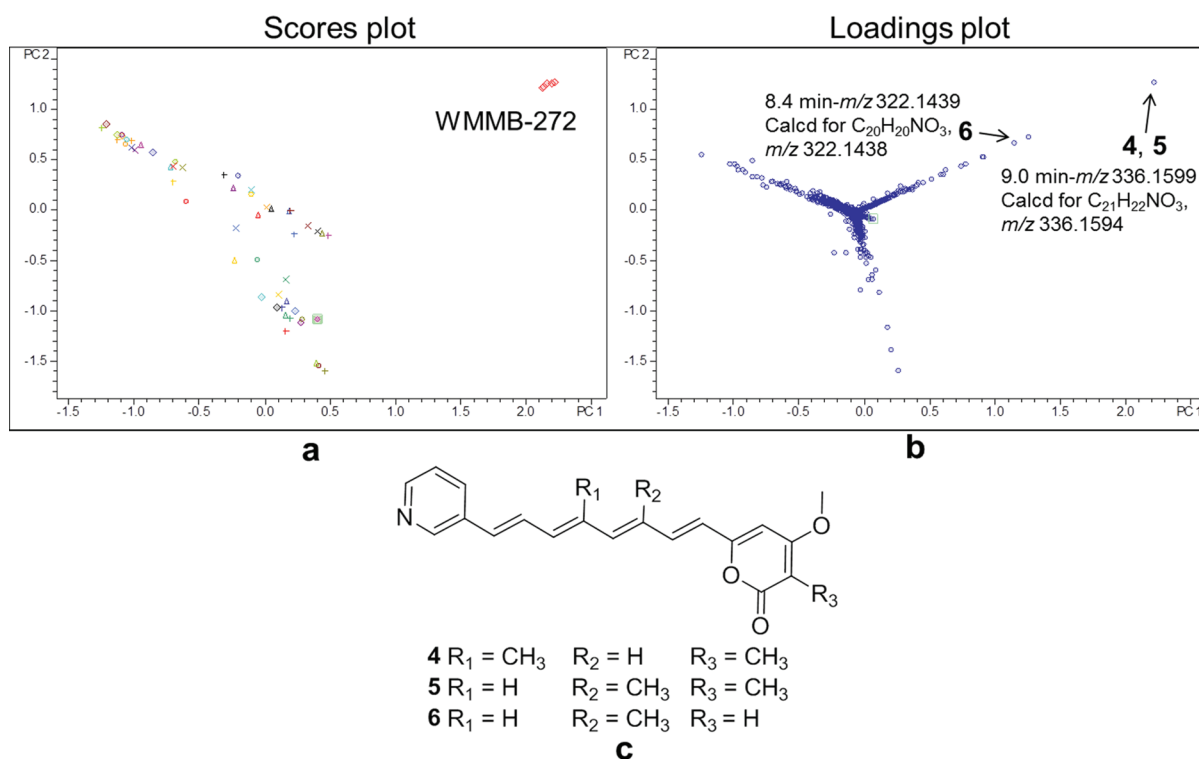 Scores plot
Loadings plot
PC 2
1.0
0.5
0.0
-0.5
-1.0
-1.5
-1.5
-1.0
-0.5
0.0
0.5
1.0
1.5
2.0
PC 1
WMMB-272
a
PC 2
1.0
0.5
0.0
-0.5
-1.0
-1.5
-1.5
-1.0
-0.5
0.0
0.5
1.0
1.5
2.0
PC 1
8.4 min-m/z 322.1439
Calcd for C20H20NO3, 6
m/z 322.1438
4, 5
9.0 min-m/z 336.1599
Calcd for C21H22NO3,
m/z 336.1594
b
R1
R2
N
O
O
O
R3
4 R1 = CH3 R2 = H R3 = CH3
5 R1 = H R2 = CH3 R3 = CH3
6 R1 = H R2 = CH3 R3 = H
c